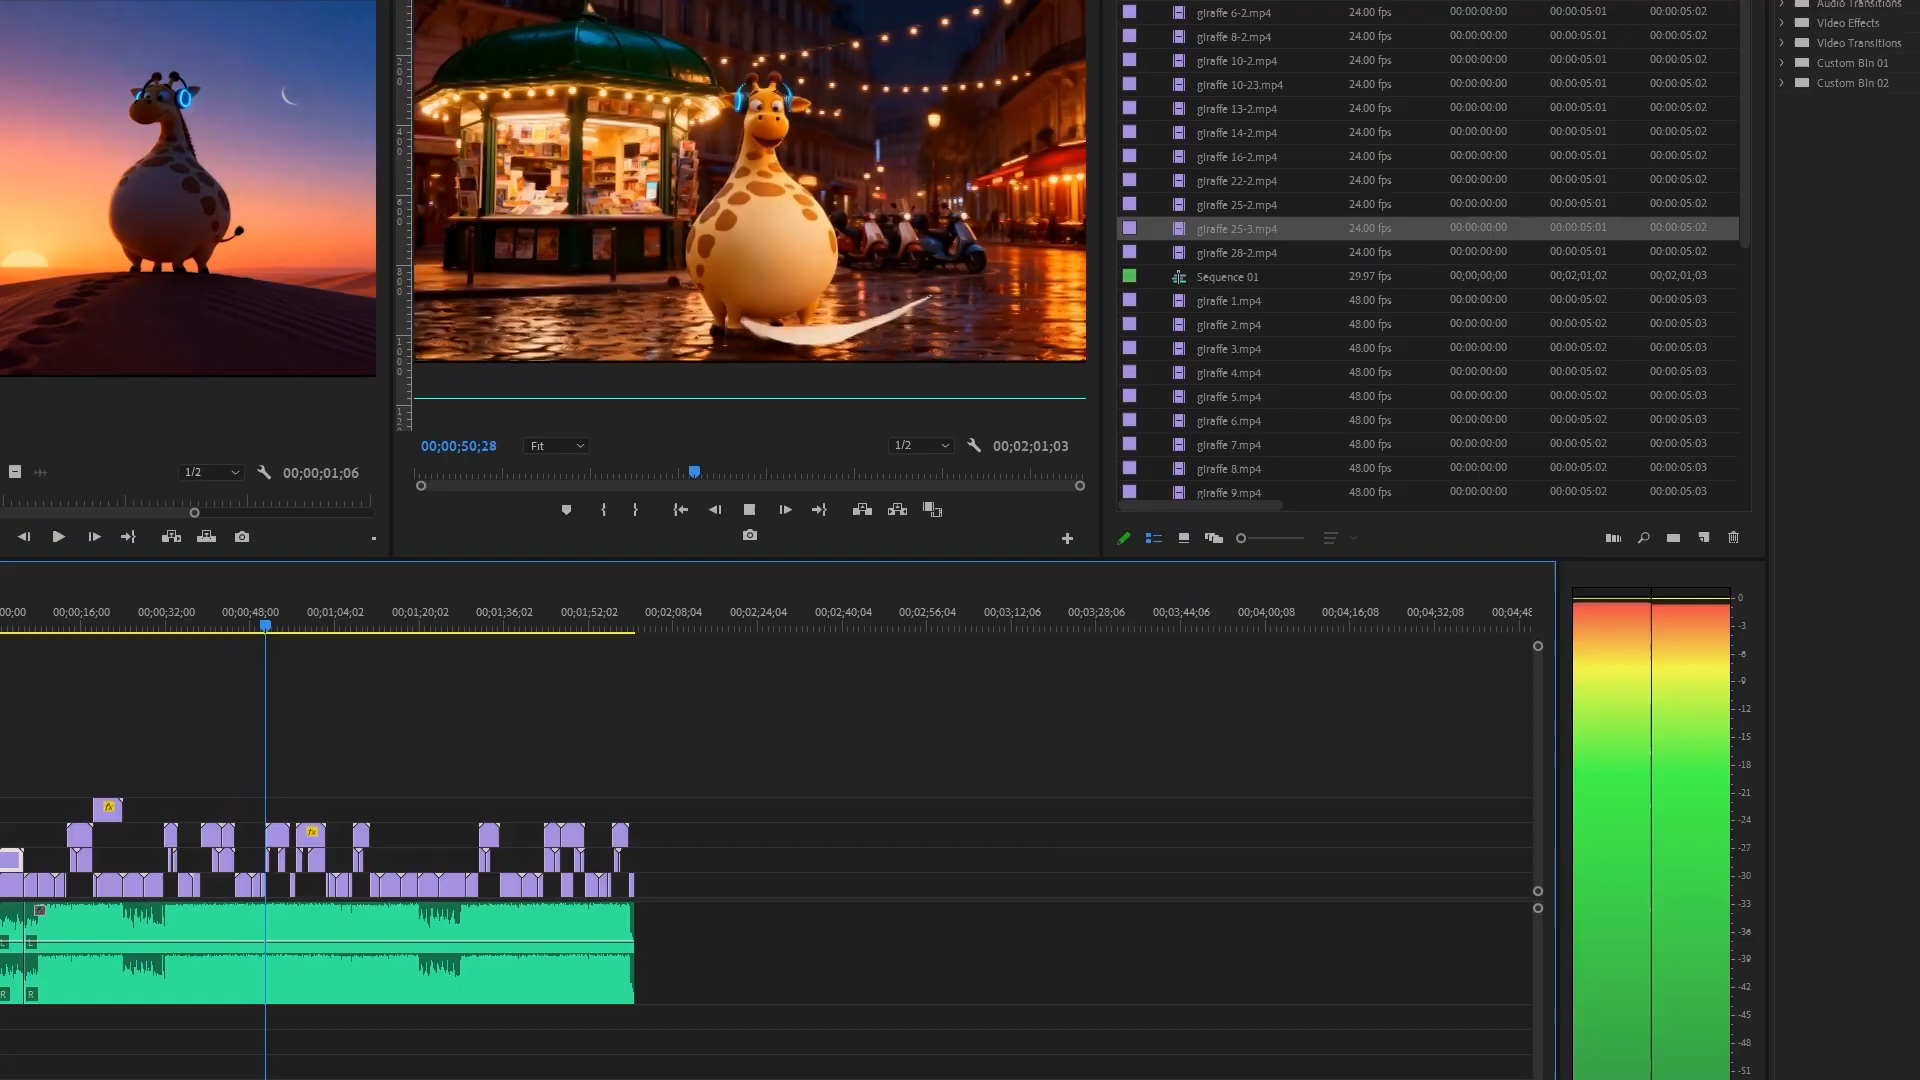 giraffe 6-2.mp4 24.00 fps 00:00:00:00 00:00:05:01 00:00:05:02
giraffe 8-2.mp4 24.00 fps 00:00:00:00 00:00:05:01 00:00:05:02
giraffe 10-2.mp4 24.00 fps 00:00:00:00 00:00:05:01 00:00:05:02
giraffe 10-23.mp4 24.00 fps 00:00:00:00 00:00:05:01 00:00:05:02
giraffe 13-2.mp4 24.00 fps 00:00:00:00 00:00:05:01 00:00:05:02
giraffe 14-2.mp4 24.00 fps 00:00:00:00 00:00:05:01 00:00:05:02
giraffe 16-2.mp4 24.00 fps 00:00:00:00 00:00:05:01 00:00:05:02
giraffe 22-2.mp4 24.00 fps 00:00:00:00 00:00:05:01 00:00:05:02
giraffe 25-2.mp4 24.00 fps 00:00:00:00 00:00:05:01 00:00:05:02
giraffe 25-3.mp4 24.00 fps 00:00:00:00 00:00:05:01 00:00:05:02
giraffe 28-2.mp4 24.00 fps 00:00:00:00 00:00:05:01 00:00:05:02
Sequence 01 29.97 fps 00;00;00;00 00;02;01;02 00;02;01;03
giraffe 1.mp4 48.00 fps 00:00:00:00 00:00:05:02 00:00:05:03
giraffe 2.mp4 48.00 fps 00:00:00:00 00:00:05:02 00:00:05:03
giraffe 3.mp4 48.00 fps 00:00:00:00 00:00:05:02 00:00:05:03
giraffe 4.mp4 48.00 fps 00:00:00:00 00:00:05:02 00:00:05:03
giraffe 5.mp4 48.00 fps 00:00:00:00 00:00:05:02 00:00:05:03
giraffe 6.mp4 48.00 fps 00:00:00:00 00:00:05:02 00:00:05:03
giraffe 7.mp4 48.00 fps 00:00:00:00 00:00:05:02 00:00:05:03
giraffe 8.mp4 48.00 fps 00:00:00:00 00:00:05:02 00:00:05:03
giraffe 9.mp4 48.00 fps 00:00:00:00 00:00:05:02 00:00:05:03
Audio Transitions
Video Effects
Video Transitions
Custom Bin 01
Custom Bin 02
200
400
600
800
1000
12
1/2 00;00;01;06
00;00;50;28 Fit 1/2 00;02;01;03
00;00 00;00;16;00 00;00;32;00 00;00;48;00 00;01;04;02 00;01;20;02 00;01;36;02 00;01;52;02 00;02;08;04 00;02;24;04 00;02;40;04 00;02;56;04 00;03;12;06 00;03;28;06 00;03;44;06 00;04;00;08 00;04;16;08 00;04;32;08 00;04;48
fx
fx
L L
R R
0
-3
-6
-9
-12
-15
-18
-21
-24
-27
-30
-33
-36
-39
-42
-45
-48
-51